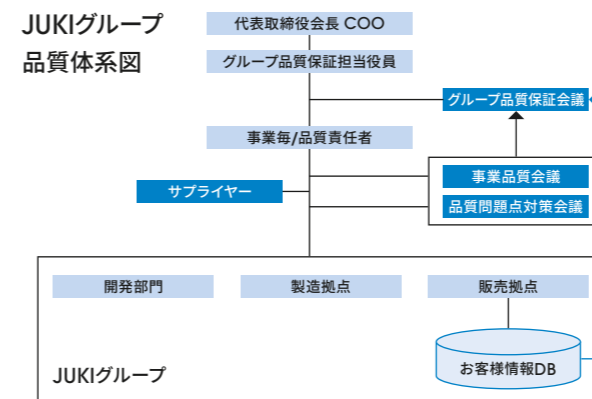 JUKIグループ
品質体系図
代表取締役会長 COO
グループ品質保証担当役員
グループ品質保証会議
事業毎/品質責任者
事業品質会議
サプライヤー
品質問題点対策会議
開発部門
製造拠点
販売拠点
お客様情報DB
JUKIグループ